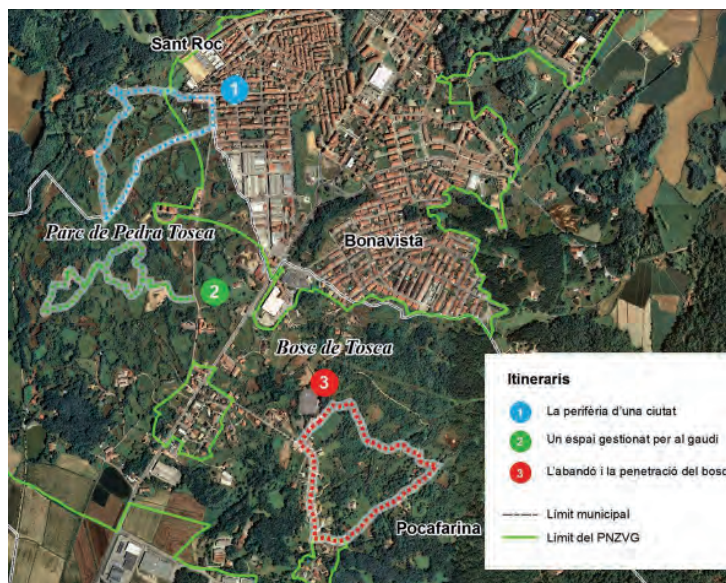 Sant Roc
1
Parc de Pedra Tosca
Bonavista
2
Bosc de Tosca
3
Pocafarina
Itineraris
1 La perifèria d'una ciutat
2 Un espai gestionat per al gaudi
3 L'abandó i la penetració del bosc
Límit municipal
Límit del PNZVG